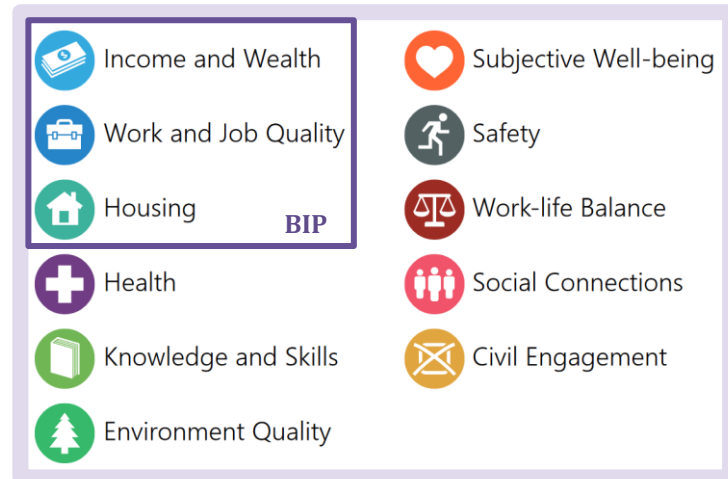 Income and Wealth
Work and Job Quality
Housing
BIP
Health
Knowledge and Skills
Environment Quality
Subjective Well-being
Safety
Work-life Balance
Social Connections
Civil Engagement